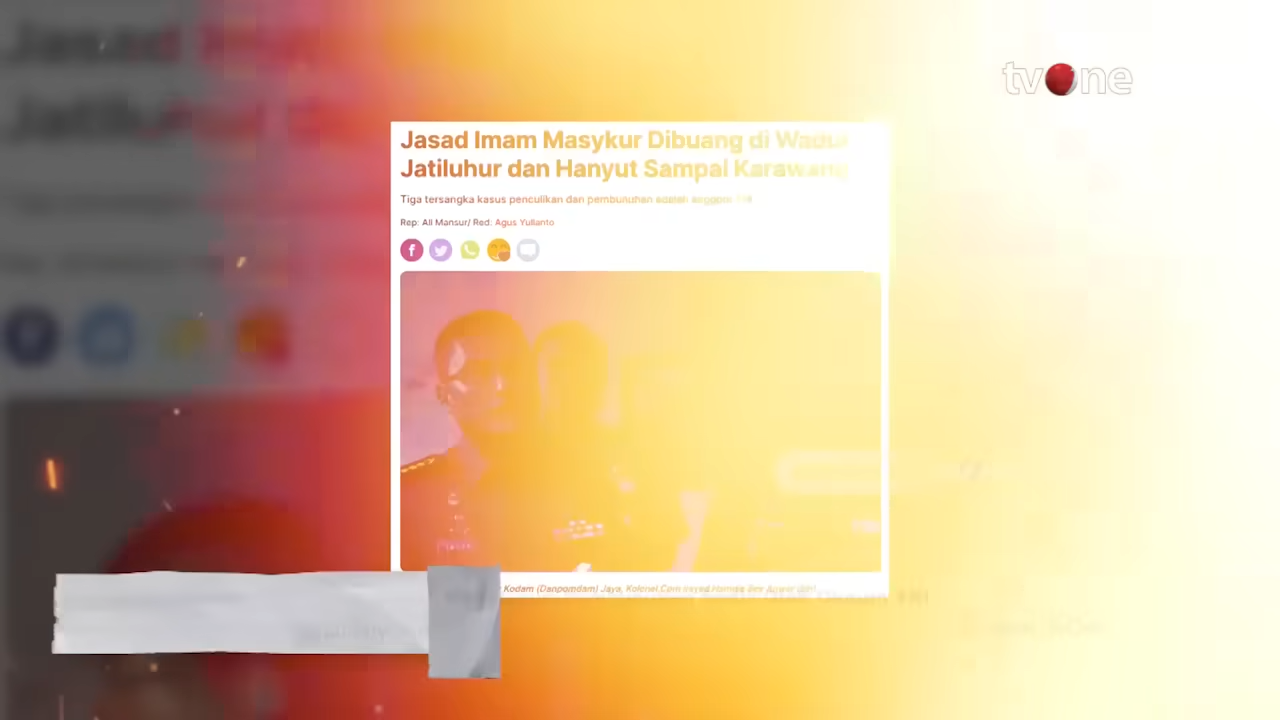 tvOne
Jasad Imam Masykur Dibuang di Waduk
Jatiluhur dan Hanyut Sampai Karawang
Tiga tersangka kasus penculikan dan pembunuhan adalah anggota TNI
Rep: Ali Mansur/ Red: Agus Yulianto
Kodam (Danpomdam) Jaya, Kolonel Cpm Irsyad Hamdie Bey Anwar